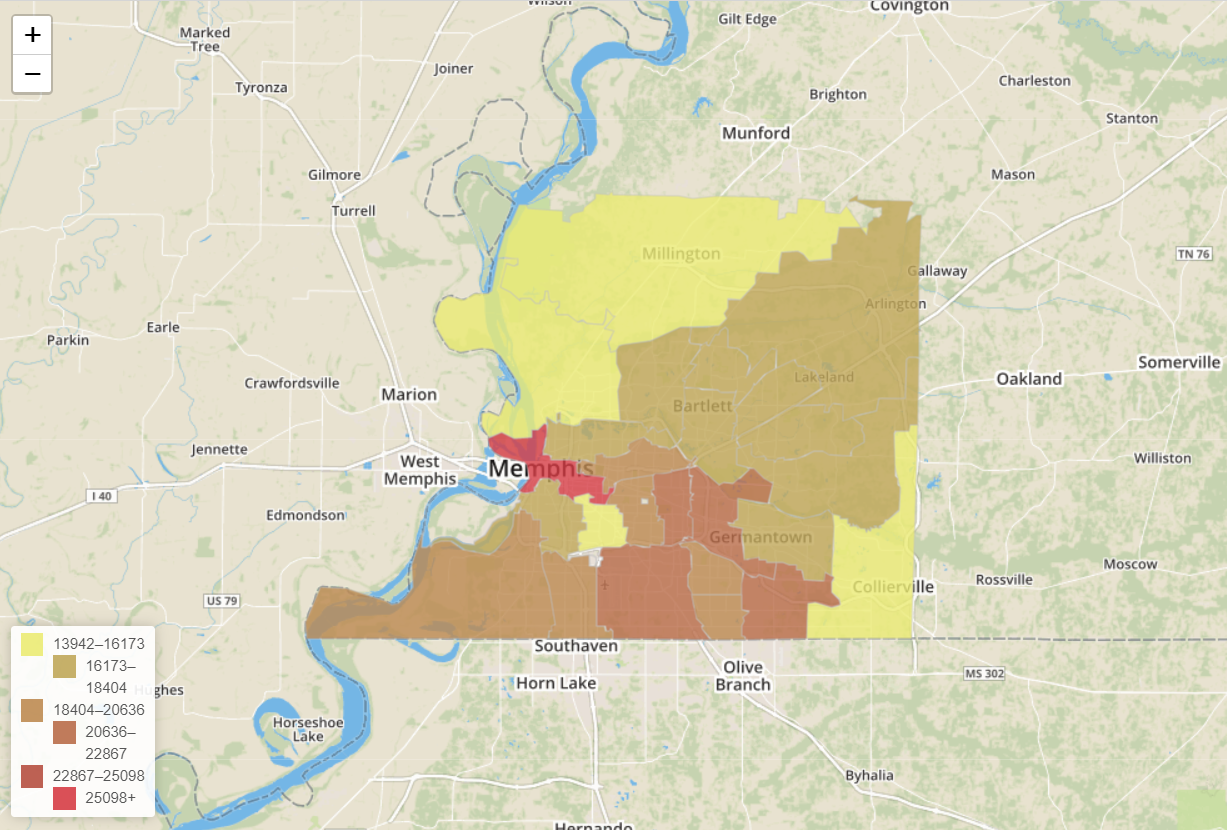 Wilson
Covington
Gilt Edge
+
−
Marked
Tree
Joiner
Tyronza
Charleston
Brighton
Stanton
Munford
Mason
Gilmore
Turrell
Millington
TN 76
Gallaway
Arlington
Earle
Parkin
Somerville
Lakeland
Oakland
Crawfordsville
Marion
Bartlett
Jennette
West
Memphis
Memphis
Williston
I 40
Edmondson
Germantown
Moscow
Rossville
Collierville
US 79
Southaven
Olive
Branch
MS 302
Horn Lake
Hughes
Horseshoe
Lake
Byhalia
Hernando
13942–16173
16173–
18404
18404–20636
20636–
22867
22867–25098
25098+